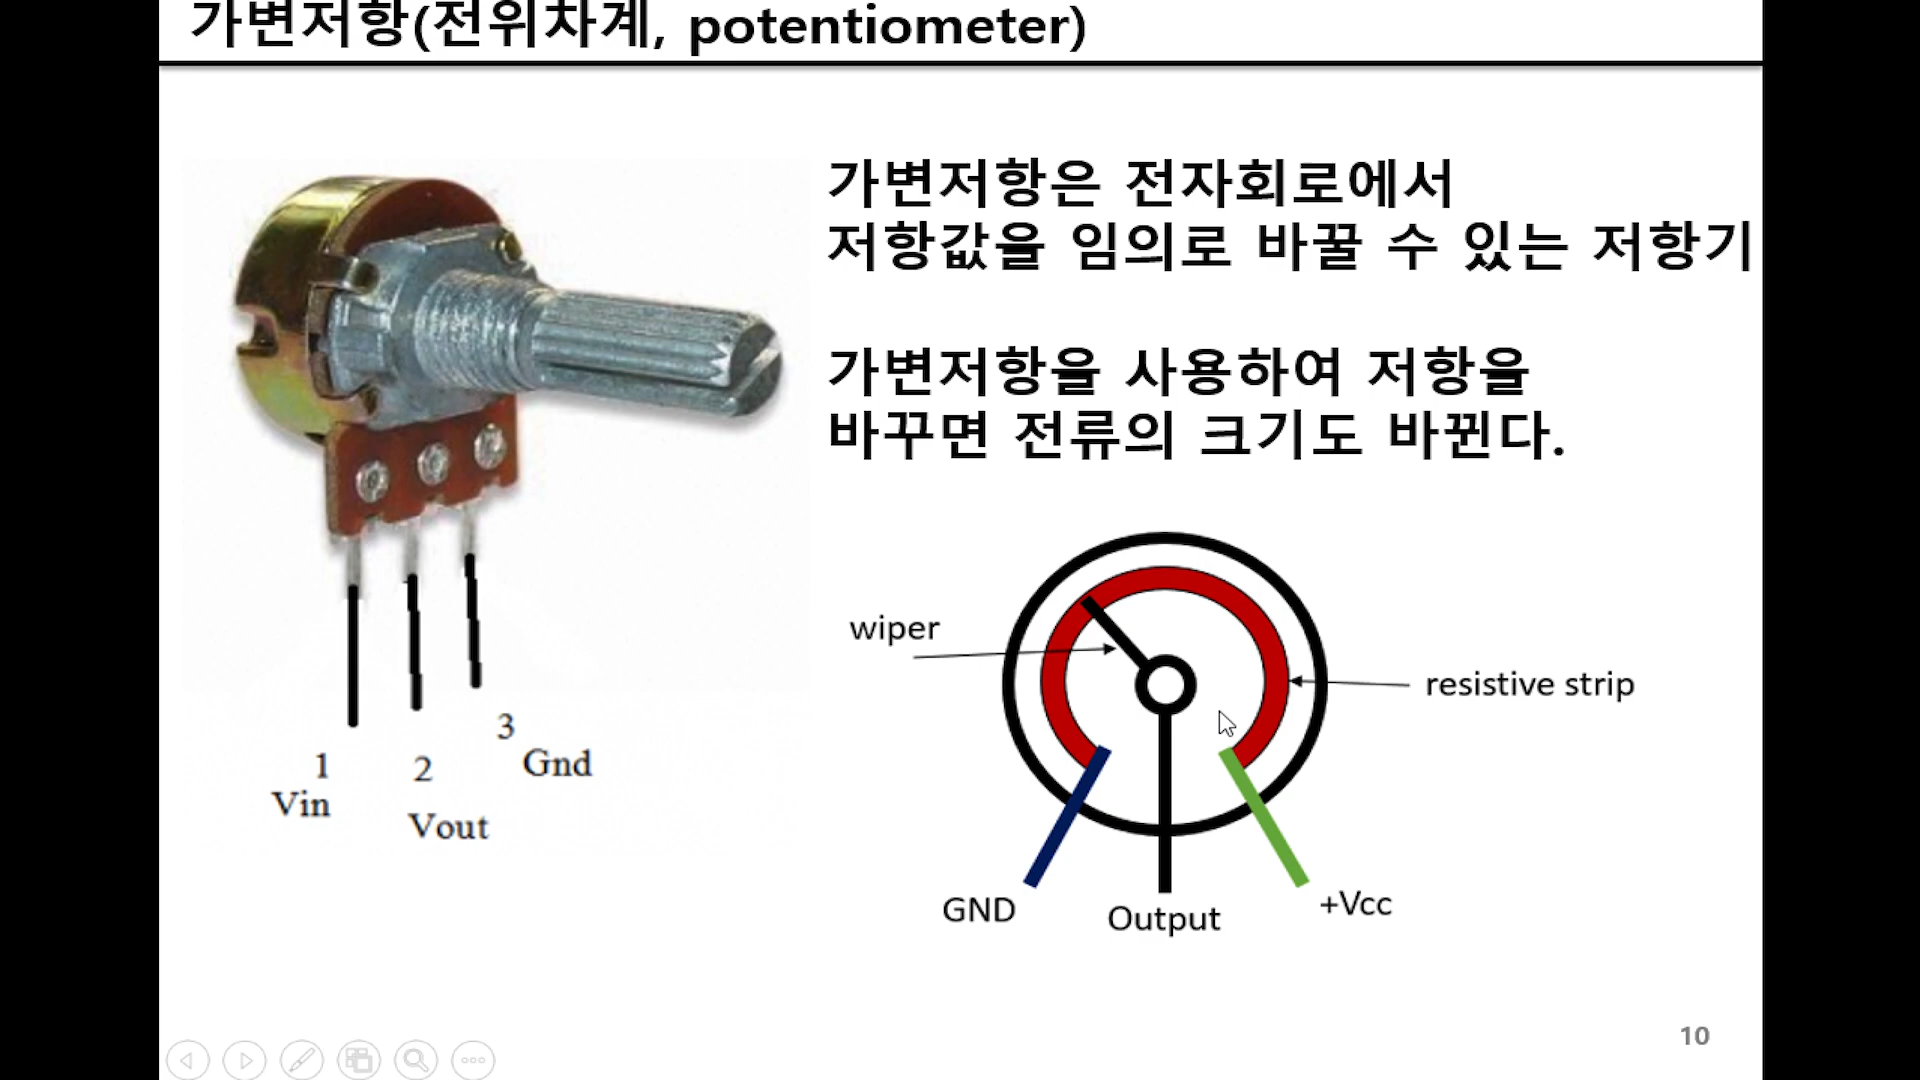 가변저항(전위차계, potentiometer)
가변저항은 전자회로에서
저항값을 임의로 바꿀 수 있는 저항기
가변저항을 사용하여 저항을
바꾸면 전류의 크기도 바뀐다.
wiper
resistive strip
1
Vin
2
Vout
3
Gnd
GND
Output
+Vcc
10